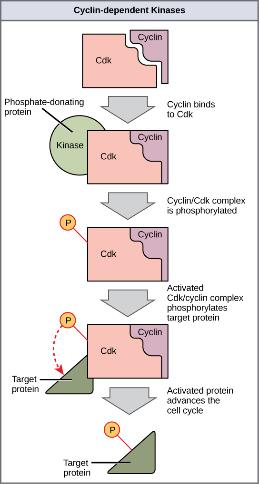 Cyclin-dependent Kinases
Cyclin
Cdk
Cyclin binds
to Cdk
Phosphate-donating
protein
Kinase
Cyclin
Cdk
Cyclin/Cdk complex
is phosphorylated
P
Cyclin
Cdk
Activated
Cdk/cyclin complex
phosphorylates
target protein
P
Cyclin
Cdk
Target
protein
Activated protein
advances the
cell cycle
P
Target
protein